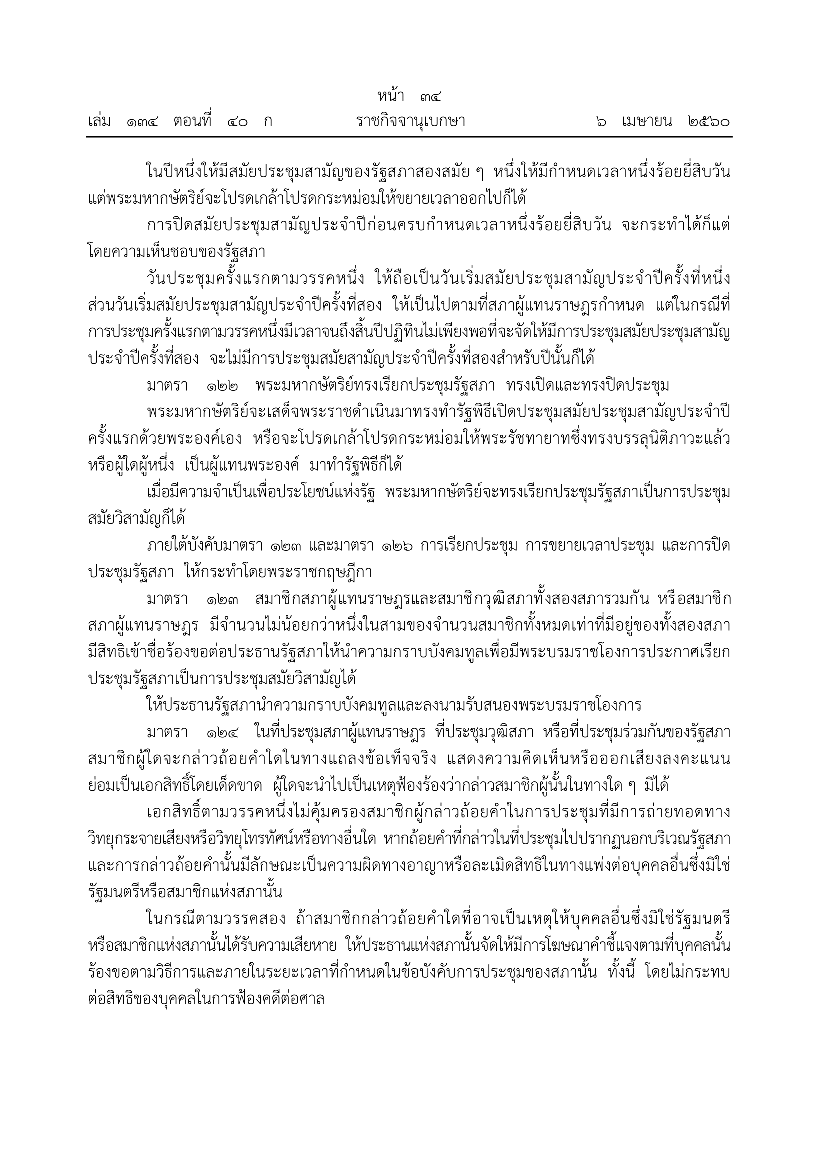 หน้า ๓๔
เล่ม ๑๓๔ ตอนที่ ๔๐ ก ราชกิจจานุเบกษา ๖ เมษายน ๒๕๖๐
ในปีหนึ่งให้มีสมัยประชุมสามัญของรัฐสภาสองสมัย ๆ หนึ่งให้มีกำหนดเวลาหนึ่งร้อยยี่สิบวัน
แต่พระมหากษัตริย์จะโปรดเกล้าโปรดกระหม่อมให้ขยายเวลาออกไปก็ได้
การปิดสมัยประชุมสามัญประจำปีก่อนครบกำหนดเวลาหนึ่งร้อยยี่สิบวัน จะกระทำได้ก็แต่
โดยความเห็นชอบของรัฐสภา
วันประชุมครั้งแรกตามวรรคหนึ่ง ให้ถือเป็นวันเริ่มสมัยประชุมสามัญประจำปีครั้งที่หนึ่ง
ส่วนวันเริ่มสมัยประชุมสามัญประจำปีครั้งที่สอง ให้เป็นไปตามที่สภาผู้แทนราษฎรกำหนด แต่ในกรณีที่
การประชุมครั้งแรกตามวรรคหนึ่งมีเวลาจนถึงสิ้นปีปฏิทินไม่เพียงพอที่จะจัดให้มีการประชุมสมัยประชุมสามัญ
ประจำปีครั้งที่สอง จะไม่มีการประชุมสมัยสามัญประจำปีครั้งที่สองสำหรับปีนั้นก็ได้
มาตรา ๑๒๒ พระมหากษัตริย์ทรงเรียกประชุมรัฐสภา ทรงเปิดและทรงปิดประชุม
พระมหากษัตริย์จะเสด็จพระราชดำเนินมาทรงทำรัฐพิธีเปิดประชุมสมัยประชุมสามัญประจำปี
ครั้งแรกด้วยพระองค์เอง หรือจะโปรดเกล้าโปรดกระหม่อมให้พระรัชทายาทซึ่งทรงบรรลุนิติภาวะแล้ว
หรือผู้ใดผู้หนึ่ง เป็นผู้แทนพระองค์ มาทำรัฐพิธีก็ได้
เมื่อมีความจำเป็นเพื่อประโยชน์แห่งรัฐ พระมหากษัตริย์จะทรงเรียกประชุมรัฐสภาเป็นการประชุม
สมัยวิสามัญก็ได้
ภายใต้บังคับมาตรา ๑๒๓ และมาตรา ๑๒๖ การเรียกประชุม การขยายเวลาประชุม และการปิด
ประชุมรัฐสภา ให้กระทำโดยพระราชกฤษฎีกา
มาตรา ๑๒๓ สมาชิกสภาผู้แทนราษฎรและสมาชิกวุฒิสภาทั้งสองสภารวมกัน หรือสมาชิก
สภาผู้แทนราษฎร มีจำนวนไม่น้อยกว่าหนึ่งในสามของจำนวนสมาชิกทั้งหมดเท่าที่มีอยู่ของทั้งสองสภา
มีสิทธิเข้าชื่อร้องขอต่อประธานรัฐสภาให้นำความกราบบังคมทูลเพื่อมีพระบรมราชโองการประกาศเรียก
ประชุมรัฐสภาเป็นการประชุมสมัยวิสามัญได้
ให้ประธานรัฐสภานำความกราบบังคมทูลและลงนามรับสนองพระบรมราชโองการ
มาตรา ๑๒๔ ในที่ประชุมสภาผู้แทนราษฎร ที่ประชุมวุฒิสภา หรือที่ประชุมร่วมกันของรัฐสภา
สมาชิกผู้ใดจะกล่าวถ้อยคำใดในทางแถลงข้อเท็จจริง แสดงความคิดเห็นหรือออกเสียงลงคะแนน
ย่อมเป็นเอกสิทธิ์โดยเด็ดขาด ผู้ใดจะนำไปเป็นเหตุฟ้องร้องว่ากล่าวสมาชิกผู้นั้นในทางใด ๆ มิได้
เอกสิทธิ์ตามวรรคหนึ่งไม่คุ้มครองสมาชิกผู้กล่าวถ้อยคำในการประชุมที่มีการถ่ายทอดทาง
วิทยุกระจายเสียงหรือวิทยุโทรทัศน์หรือทางอื่นใด หากถ้อยคำที่กล่าวในที่ประชุมไปปรากฏนอกบริเวณรัฐสภา
และการกล่าวถ้อยคำนั้นมีลักษณะเป็นความผิดทางอาญาหรือละเมิดสิทธิในทางแพ่งต่อบุคคลอื่นซึ่งมิใช่
รัฐมนตรีหรือสมาชิกแห่งสภานั้น
ในกรณีตามวรรคสอง ถ้าสมาชิกกล่าวถ้อยคำใดที่อาจเป็นเหตุให้บุคคลอื่นซึ่งมิใช่รัฐมนตรี
หรือสมาชิกแห่งสภานั้นได้รับความเสียหาย ให้ประธานแห่งสภานั้นจัดให้มีการโฆษณาคำชี้แจงตามที่บุคคลนั้น
ร้องขอตามวิธีการและภายในระยะเวลาที่กำหนดในข้อบังคับการประชุมของสภานั้น ทั้งนี้ โดยไม่กระทบ
ต่อสิทธิของบุคคลในการฟ้องคดีต่อศาล